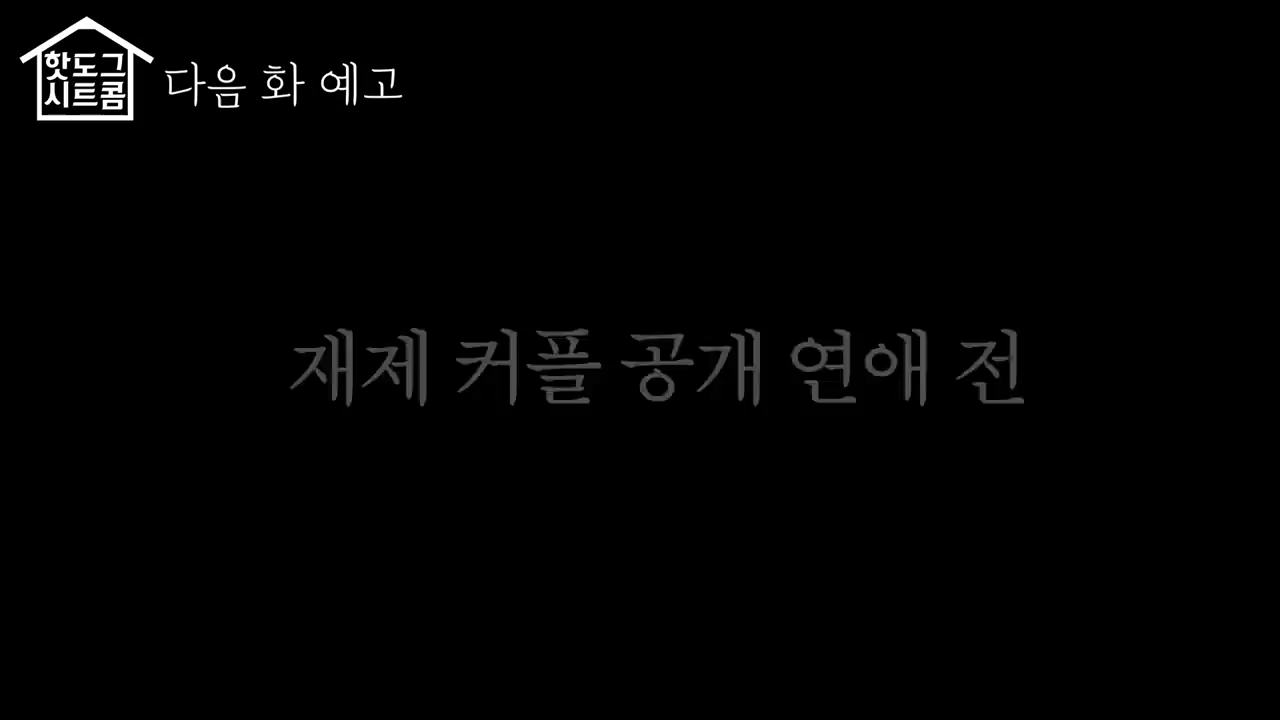 핫도그
시트콤
다음 화 예고
재제 커플 공개 연애 전